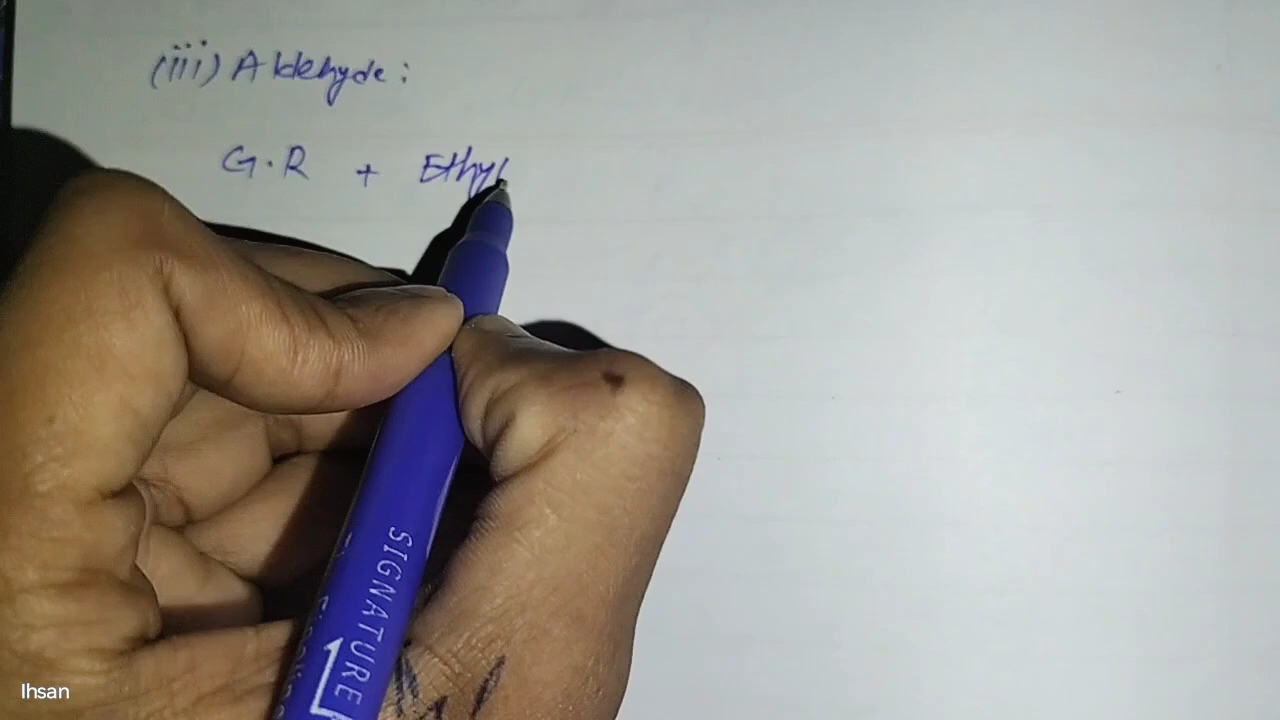 (iii) Aldehyde:
G.R + Ethyl
SIGNATURE
Ihsan